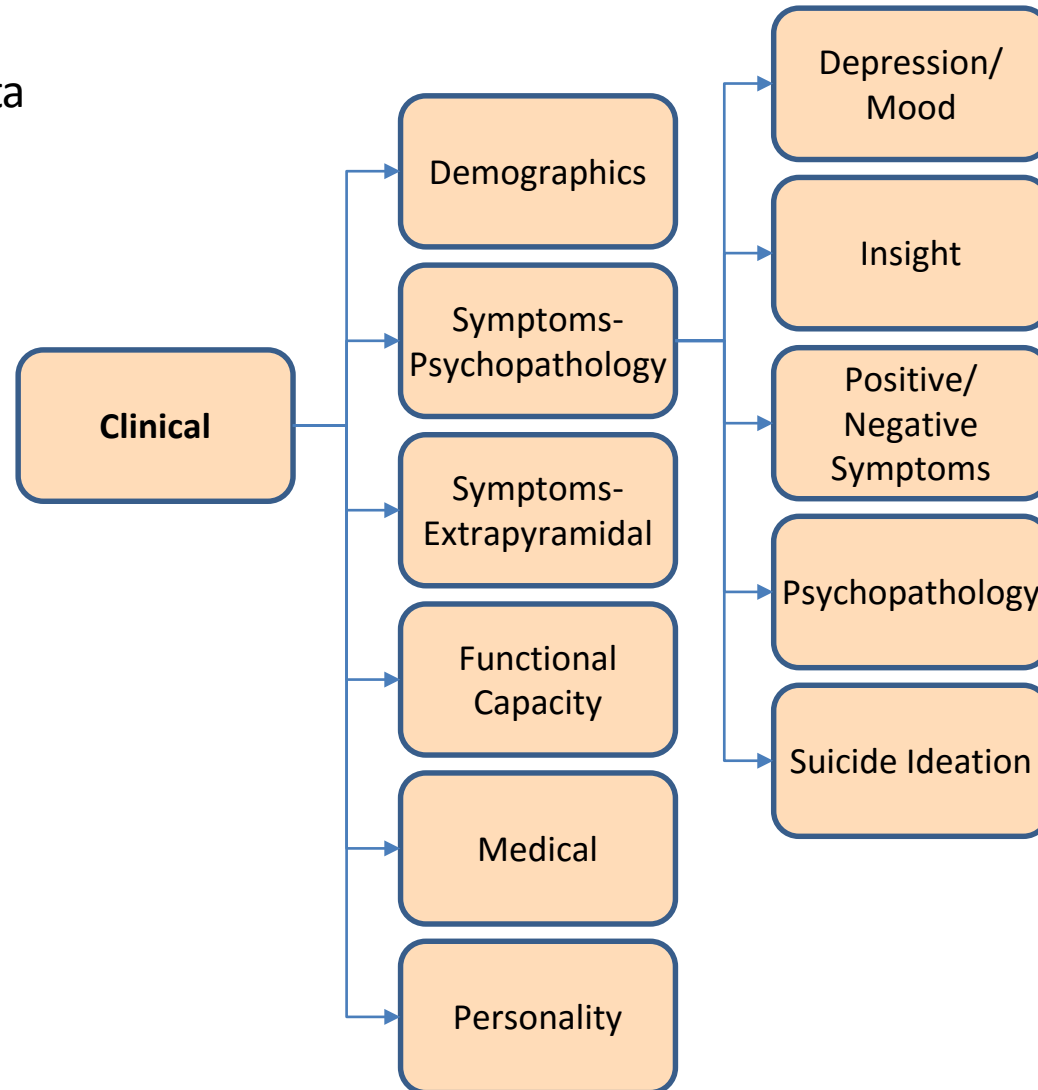 ta
Clinical
Demographics
Symptoms-
Psychopathology
Symptoms-
Extrapyramidal
Functional
Capacity
Medical
Personality
Depression/
Mood
Insight
Positive/
Negative
Symptoms
Psychopathology
Suicide Ideation